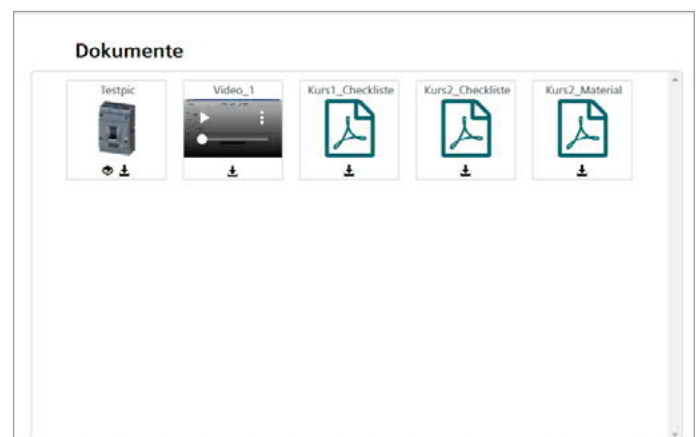 Dokumente
Testpic
Video_1
Kurs1_Checkliste
Kurs2_Checkliste
Kurs2_Material